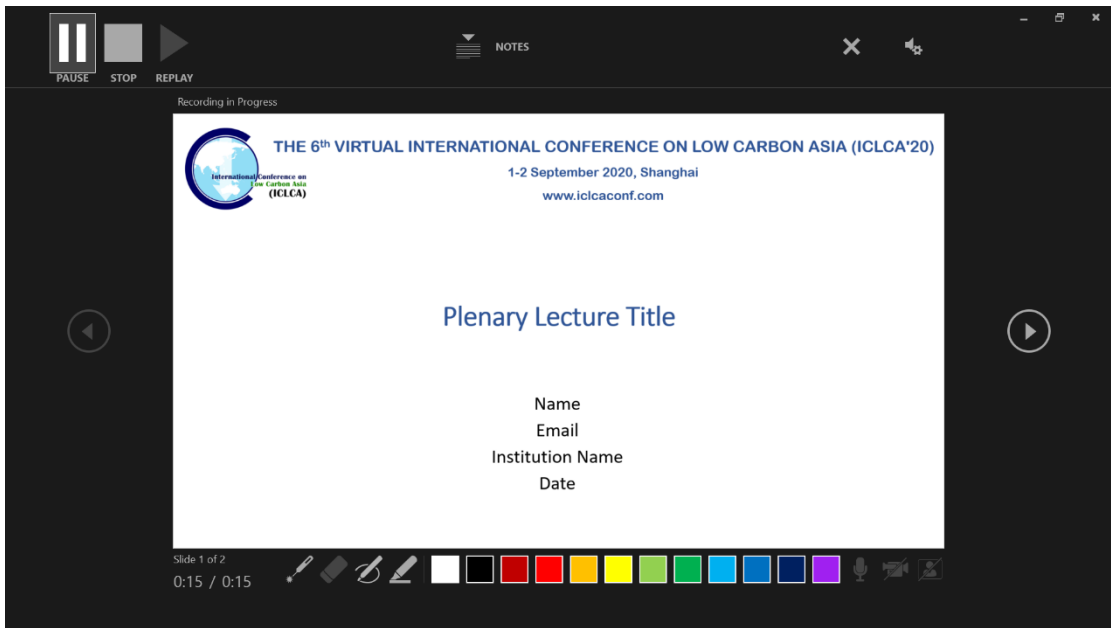 PAUSE STOP REPLAY
NOTES
Recording in Progress
International Conference on
Low Carbon Asia
(ICLCA)
THE 6th VIRTUAL INTERNATIONAL CONFERENCE ON LOW CARBON ASIA (ICLCA'20)
1-2 September 2020, Shanghai
www.iclcaconf.com
Plenary Lecture Title
Name
Email
Institution Name
Date
Slide 1 of 2
0:15 / 0:15